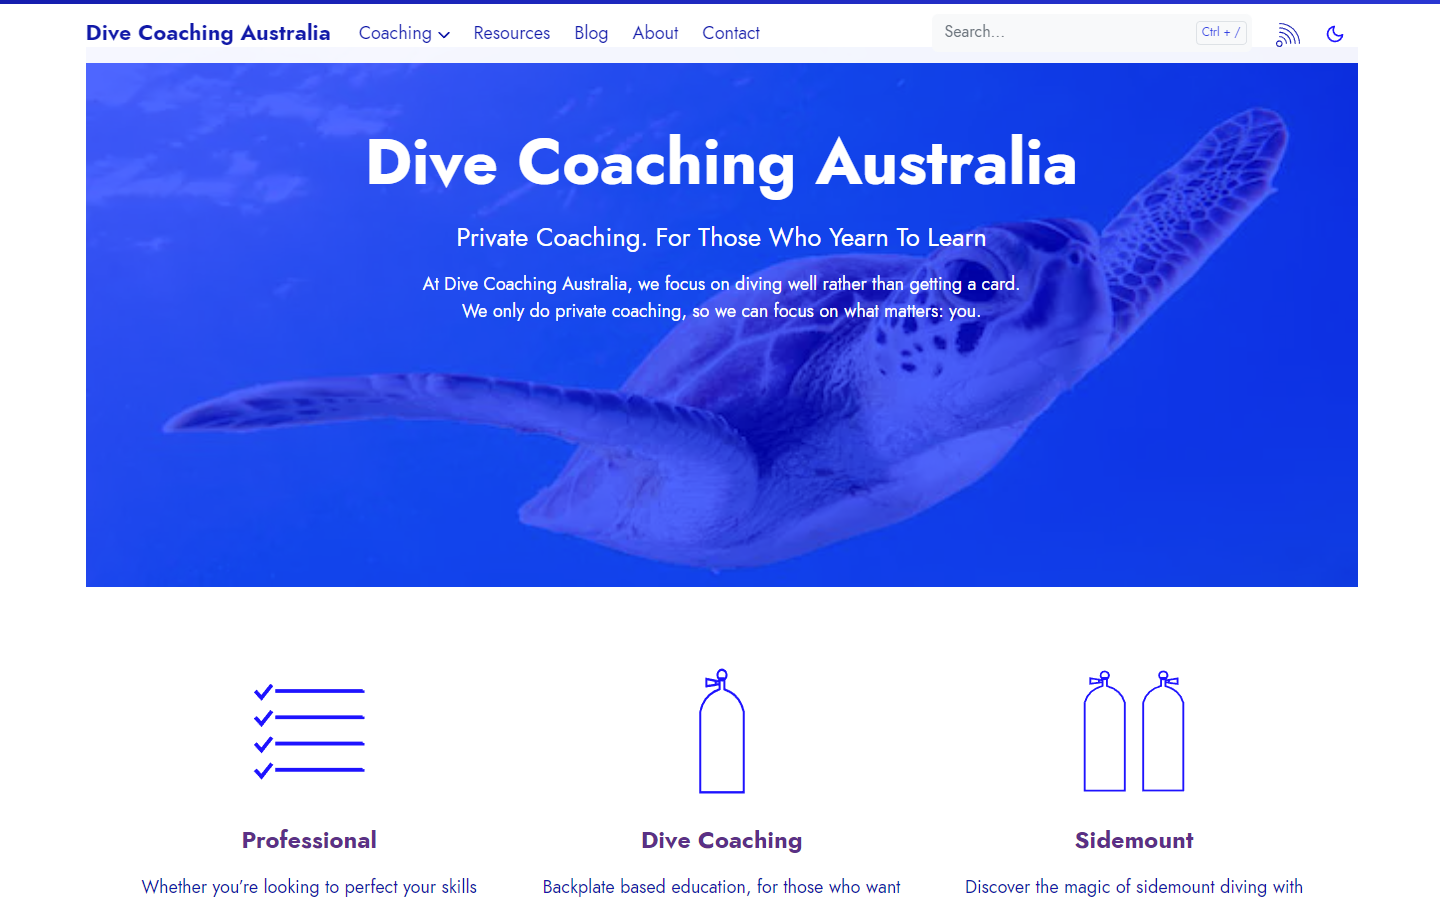 Dive Coaching Australia Coaching Resources Blog About Contact Search... Ctrl + /
Dive Coaching Australia
Private Coaching. For Those Who Yearn To Learn
At Dive Coaching Australia, we focus on diving well rather than getting a card.
We only do private coaching, so we can focus on what matters: you.
Professional
Whether you’re looking to perfect your skills
Dive Coaching
Backplate based education, for those who want
Sidemount
Discover the magic of sidemount diving with